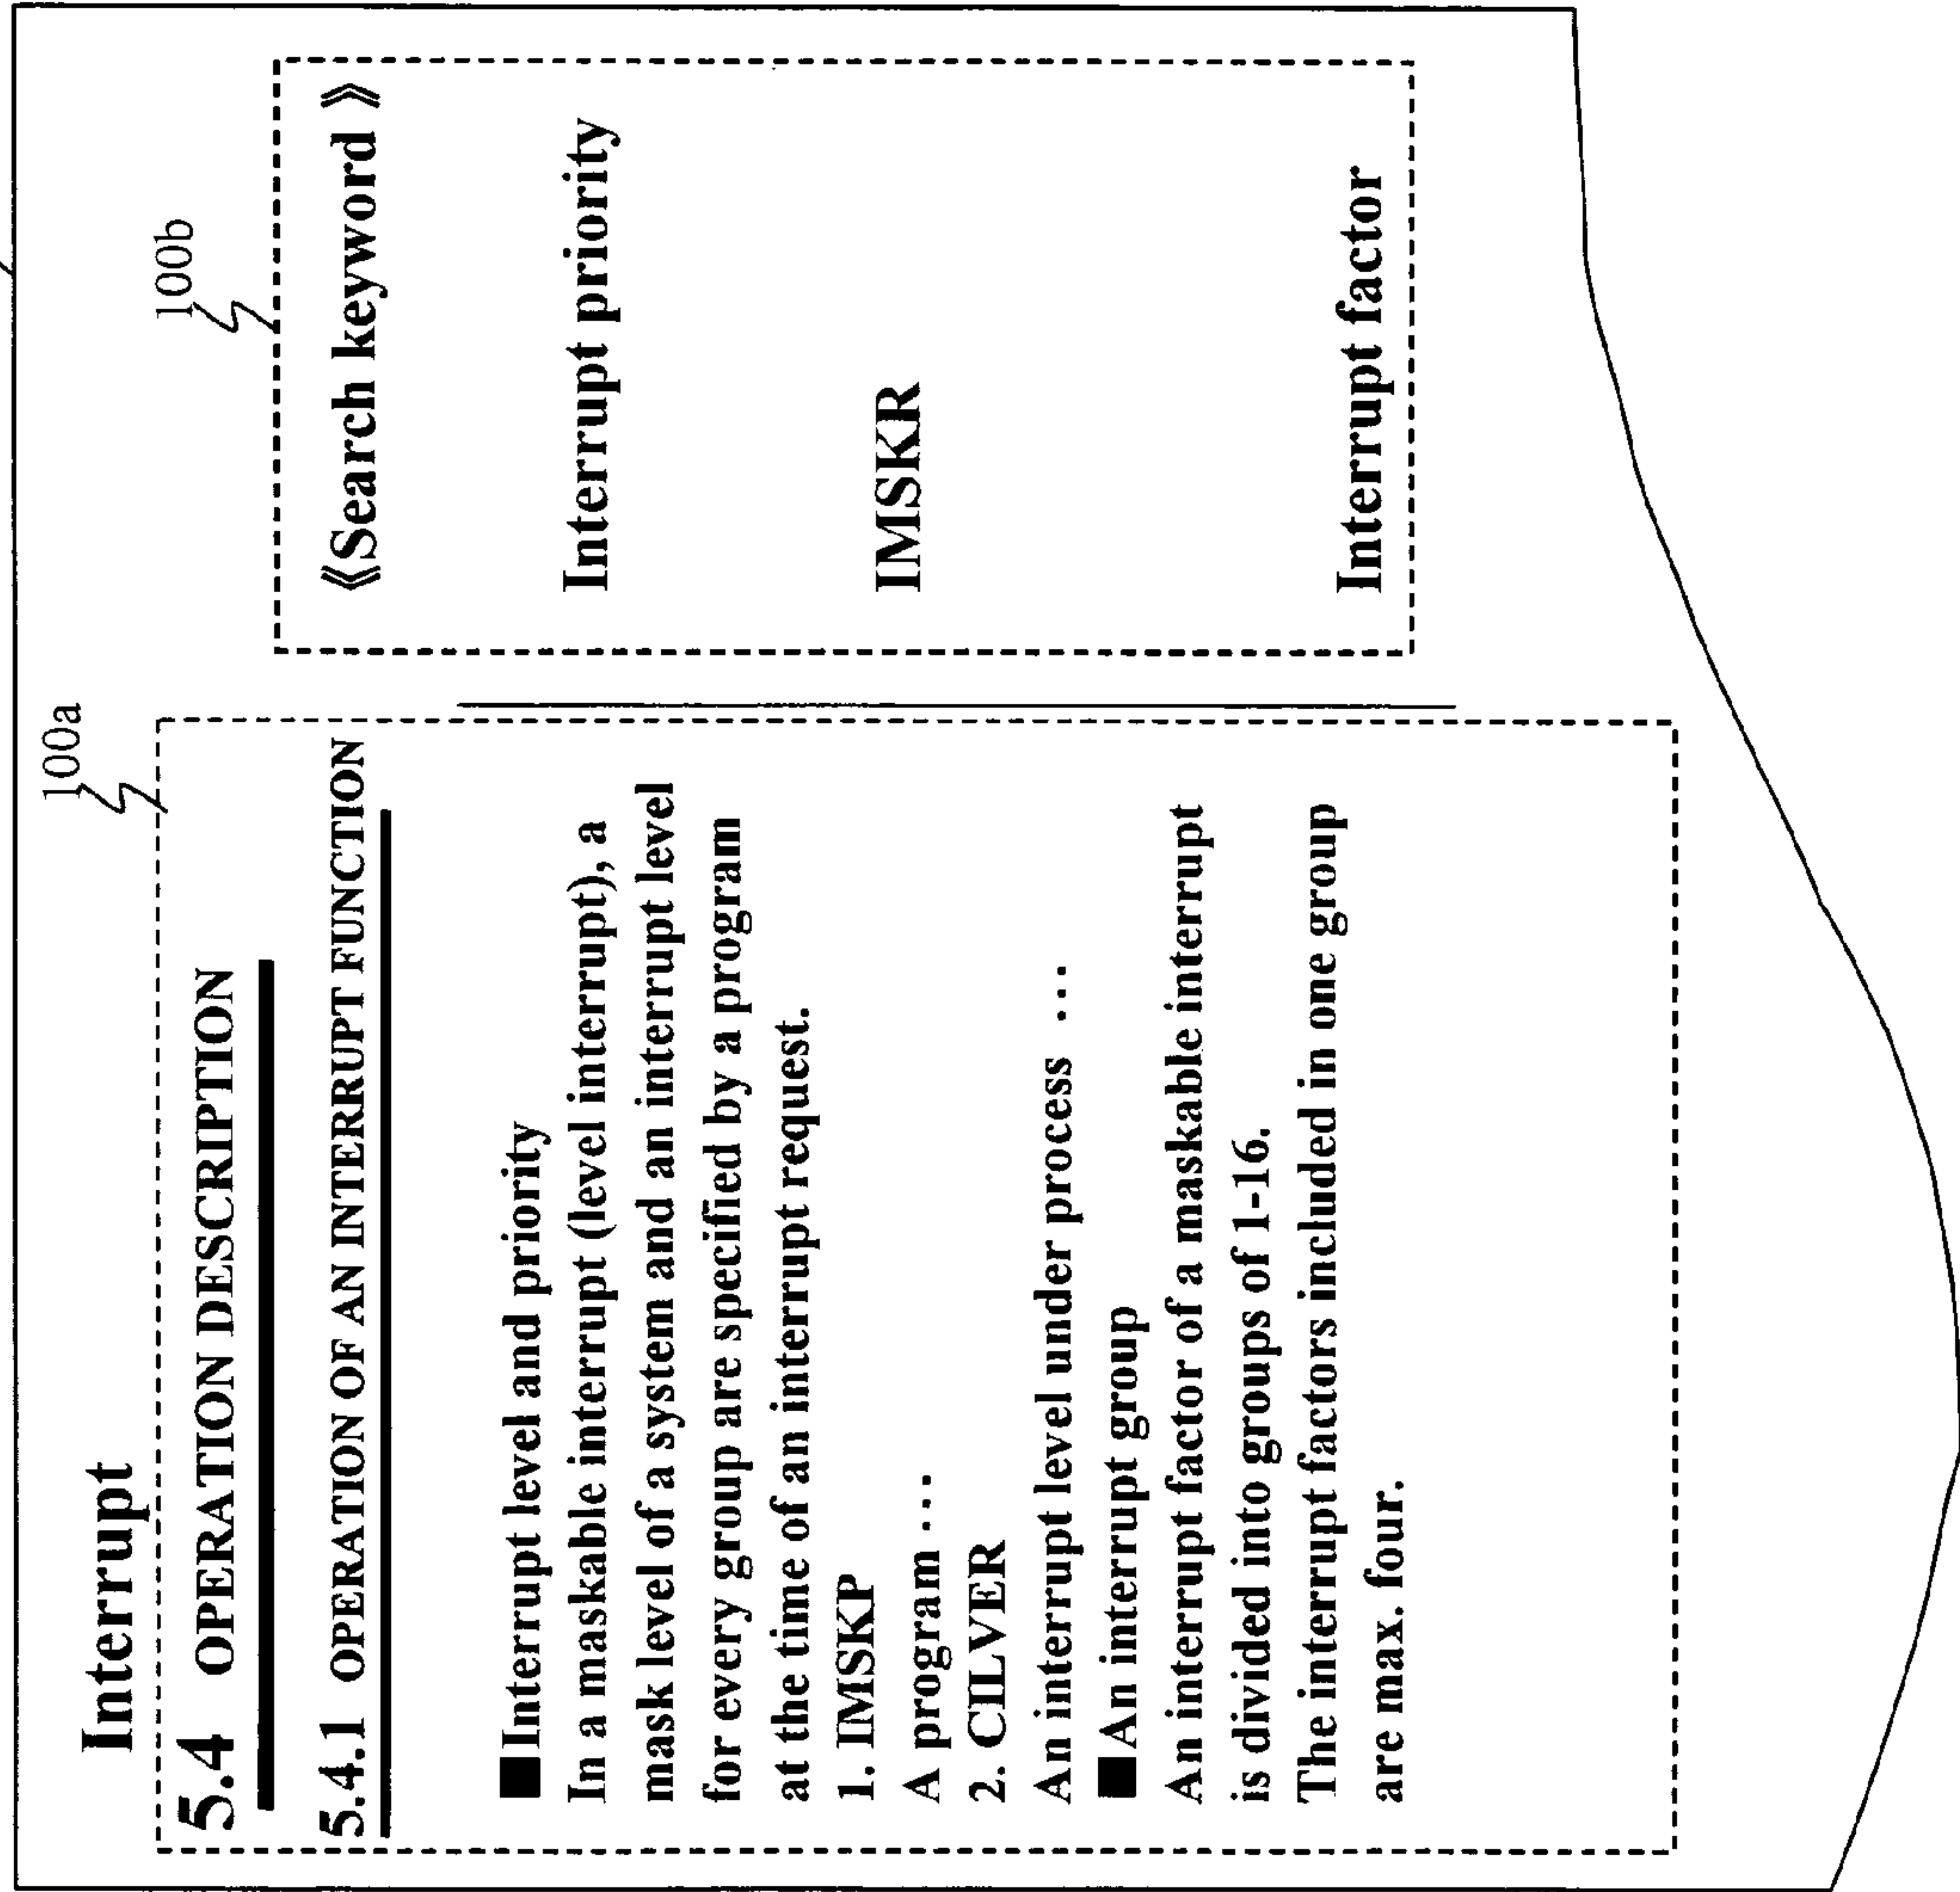 Interrupt
100a
5.4 OPERATION DESCRIPTION
5.4.1 OPERATION OF AN INTERRUPT FUNCTION
■Interrupt level and priority
In a maskable interrupt (level interrupt), a
mask level of a system and an interrupt level
for every group are specified by a program
at the time of an interrupt request.
1. IMSKP
A program ...
2. CILVER
An interrupt level under process ...
■An interrupt group
An interrupt factor of a maskable interrupt
is divided into groups of 1-16.
The interrupt factors included in one group
are max. four.
100b
《Search keyword 》
Interrupt priority
IMSKR
Interrupt factor